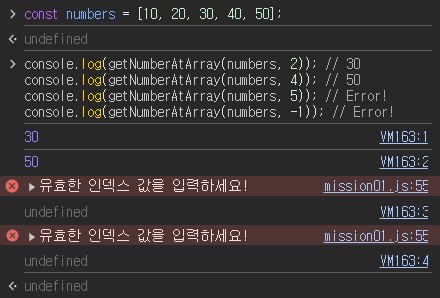 const numbers = [10, 20, 30, 40, 50];
undefined
console.log(getNumberAtArray(numbers, 2)); // 30
console.log(getNumberAtArray(numbers, 4)); // 50
console.log(getNumberAtArray(numbers, 5)); // Error!
console.log(getNumberAtArray(numbers, -1)); // Error!
30 VM163:1
50 VM163:2
유효한 인덱스 값을 입력하세요! mission01.js:55
undefined VM163:3
유효한 인덱스 값을 입력하세요! mission01.js:55
undefined VM163:4
undefined